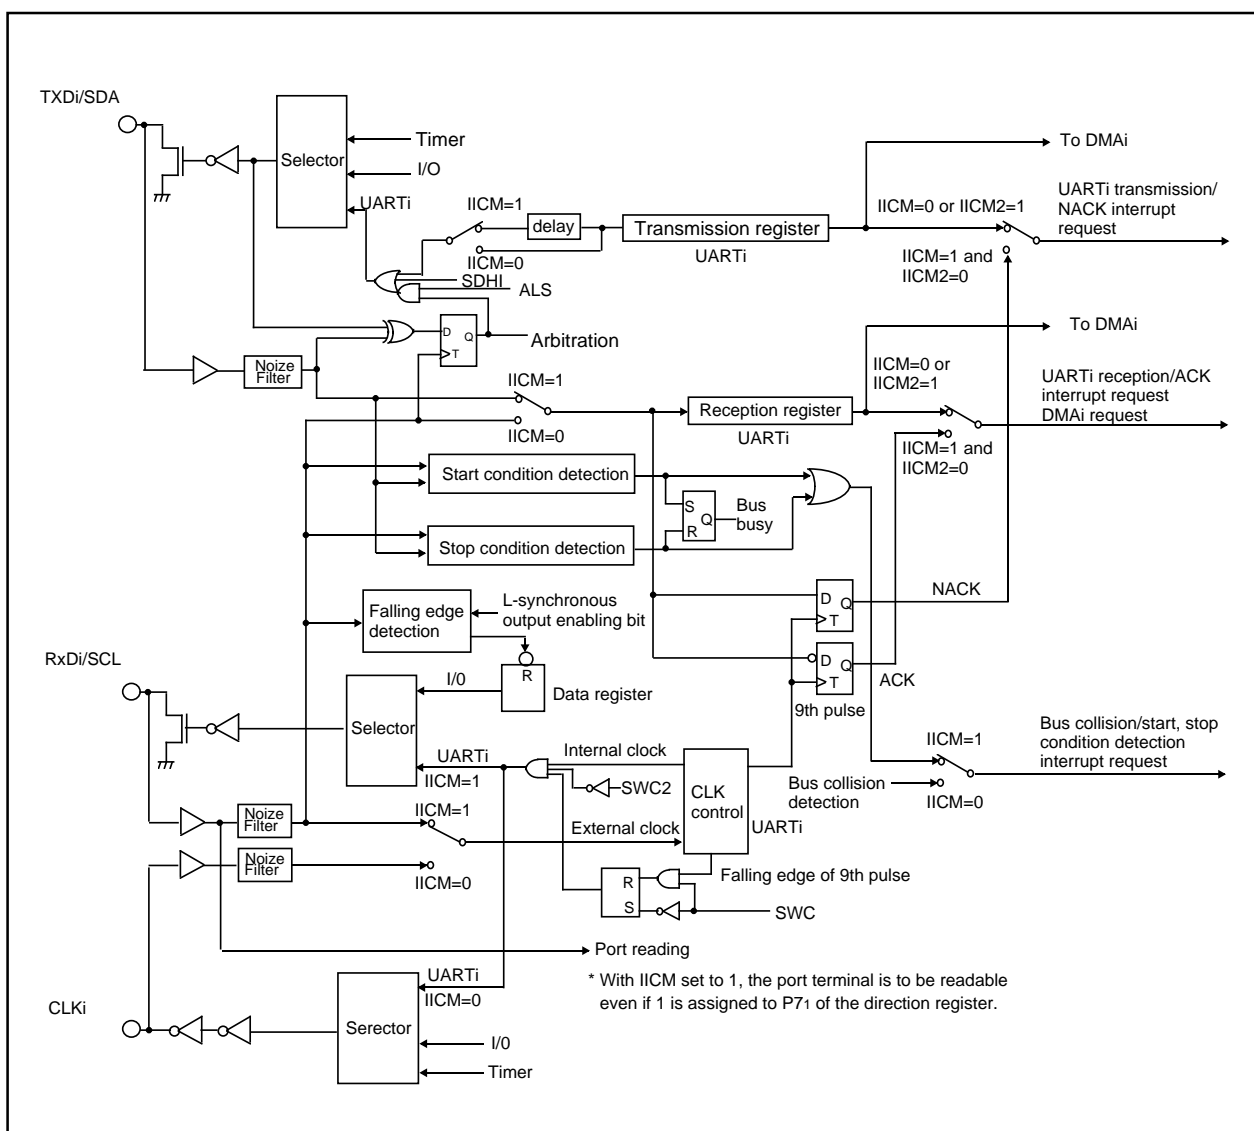 TXDi/SDA
Selector
Timer
I/O
UARTi
IICM=1
delay
IICM=0
SDHI
ALS
Transmission register
UARTi
To DMAi
IICM=0 or IICM2=1
IICM=1 and
IICM2=0
UARTi transmission/
NACK interrupt
request
D
Q
T
Arbitration
Noize
Filter
To DMAi
IICM=1
IICM=0
Reception register
UARTi
IICM=0 or
IICM2=1
IICM=1 and
IICM2=0
UARTi reception/ACK
interrupt request
DMAi request
Start condition detection
S
Q
R
Bus
busy
Stop condition detection
Falling edge
detection
L-synchronous
output enabling bit
D
Q
T
NACK
RxDi/SCL
R
I/0
Data register
D
Q
T
ACK
9th pulse
Selector
UARTi
IICM=1
Internal clock
SWC2
CLK
control
UARTi
Bus collision
detection
IICM=1
IICM=0
Bus collision/start, stop
condition detection
interrupt request
Noize
Filter
IICM=1
External clock
Noize
Filter
IICM=0
R
S
Falling edge of 9th pulse
SWC
Port reading
* With IICM set to 1, the port terminal is to be readable
even if 1 is assigned to P71 of the direction register.
CLKi
UARTi
IICM=0
Serector
I/0
Timer